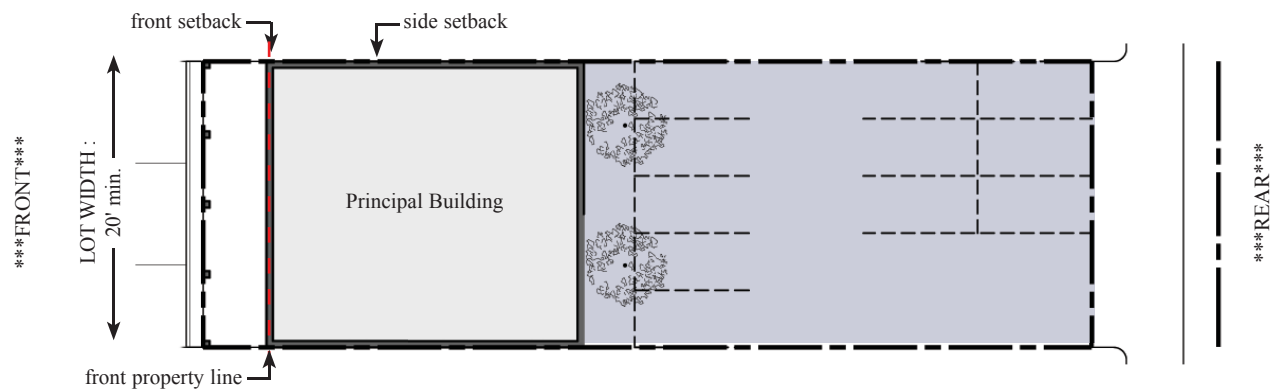 front setback
side setback
***FRONT***
LOT WIDTH :
20' min.
Principal Building
***REAR***
front property line